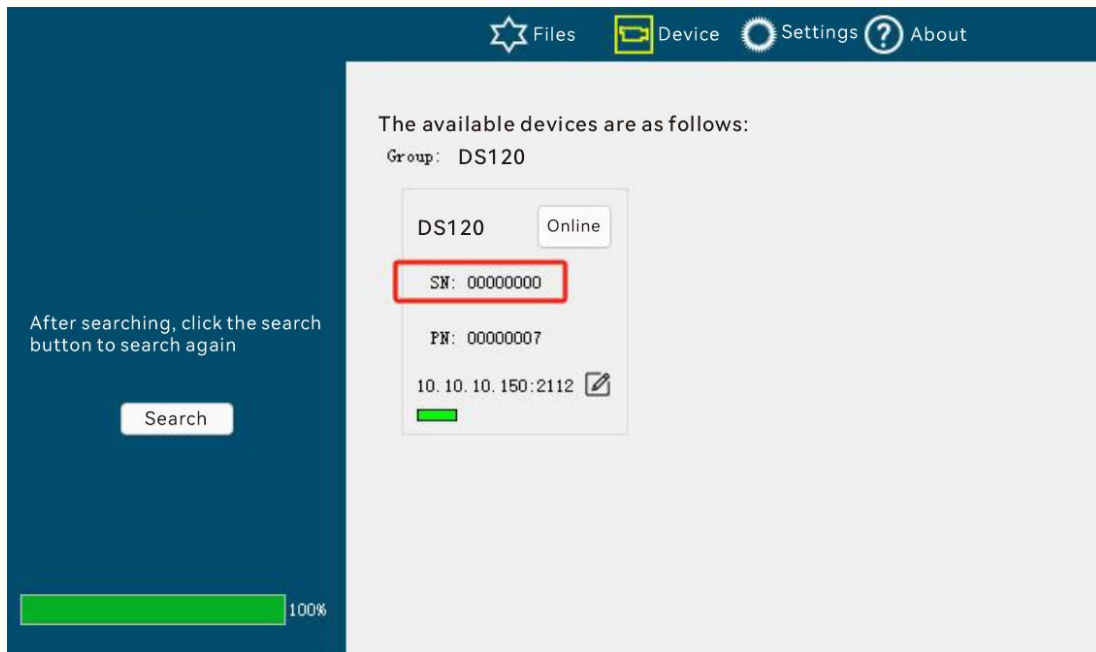 Files Device Settings ? About
The available devices are as follows:
Group: DS120
DS120 Online
SN: 00000000
PN: 00000007
10.10.10.150:2112
After searching, click the search
button to search again
Search
100%